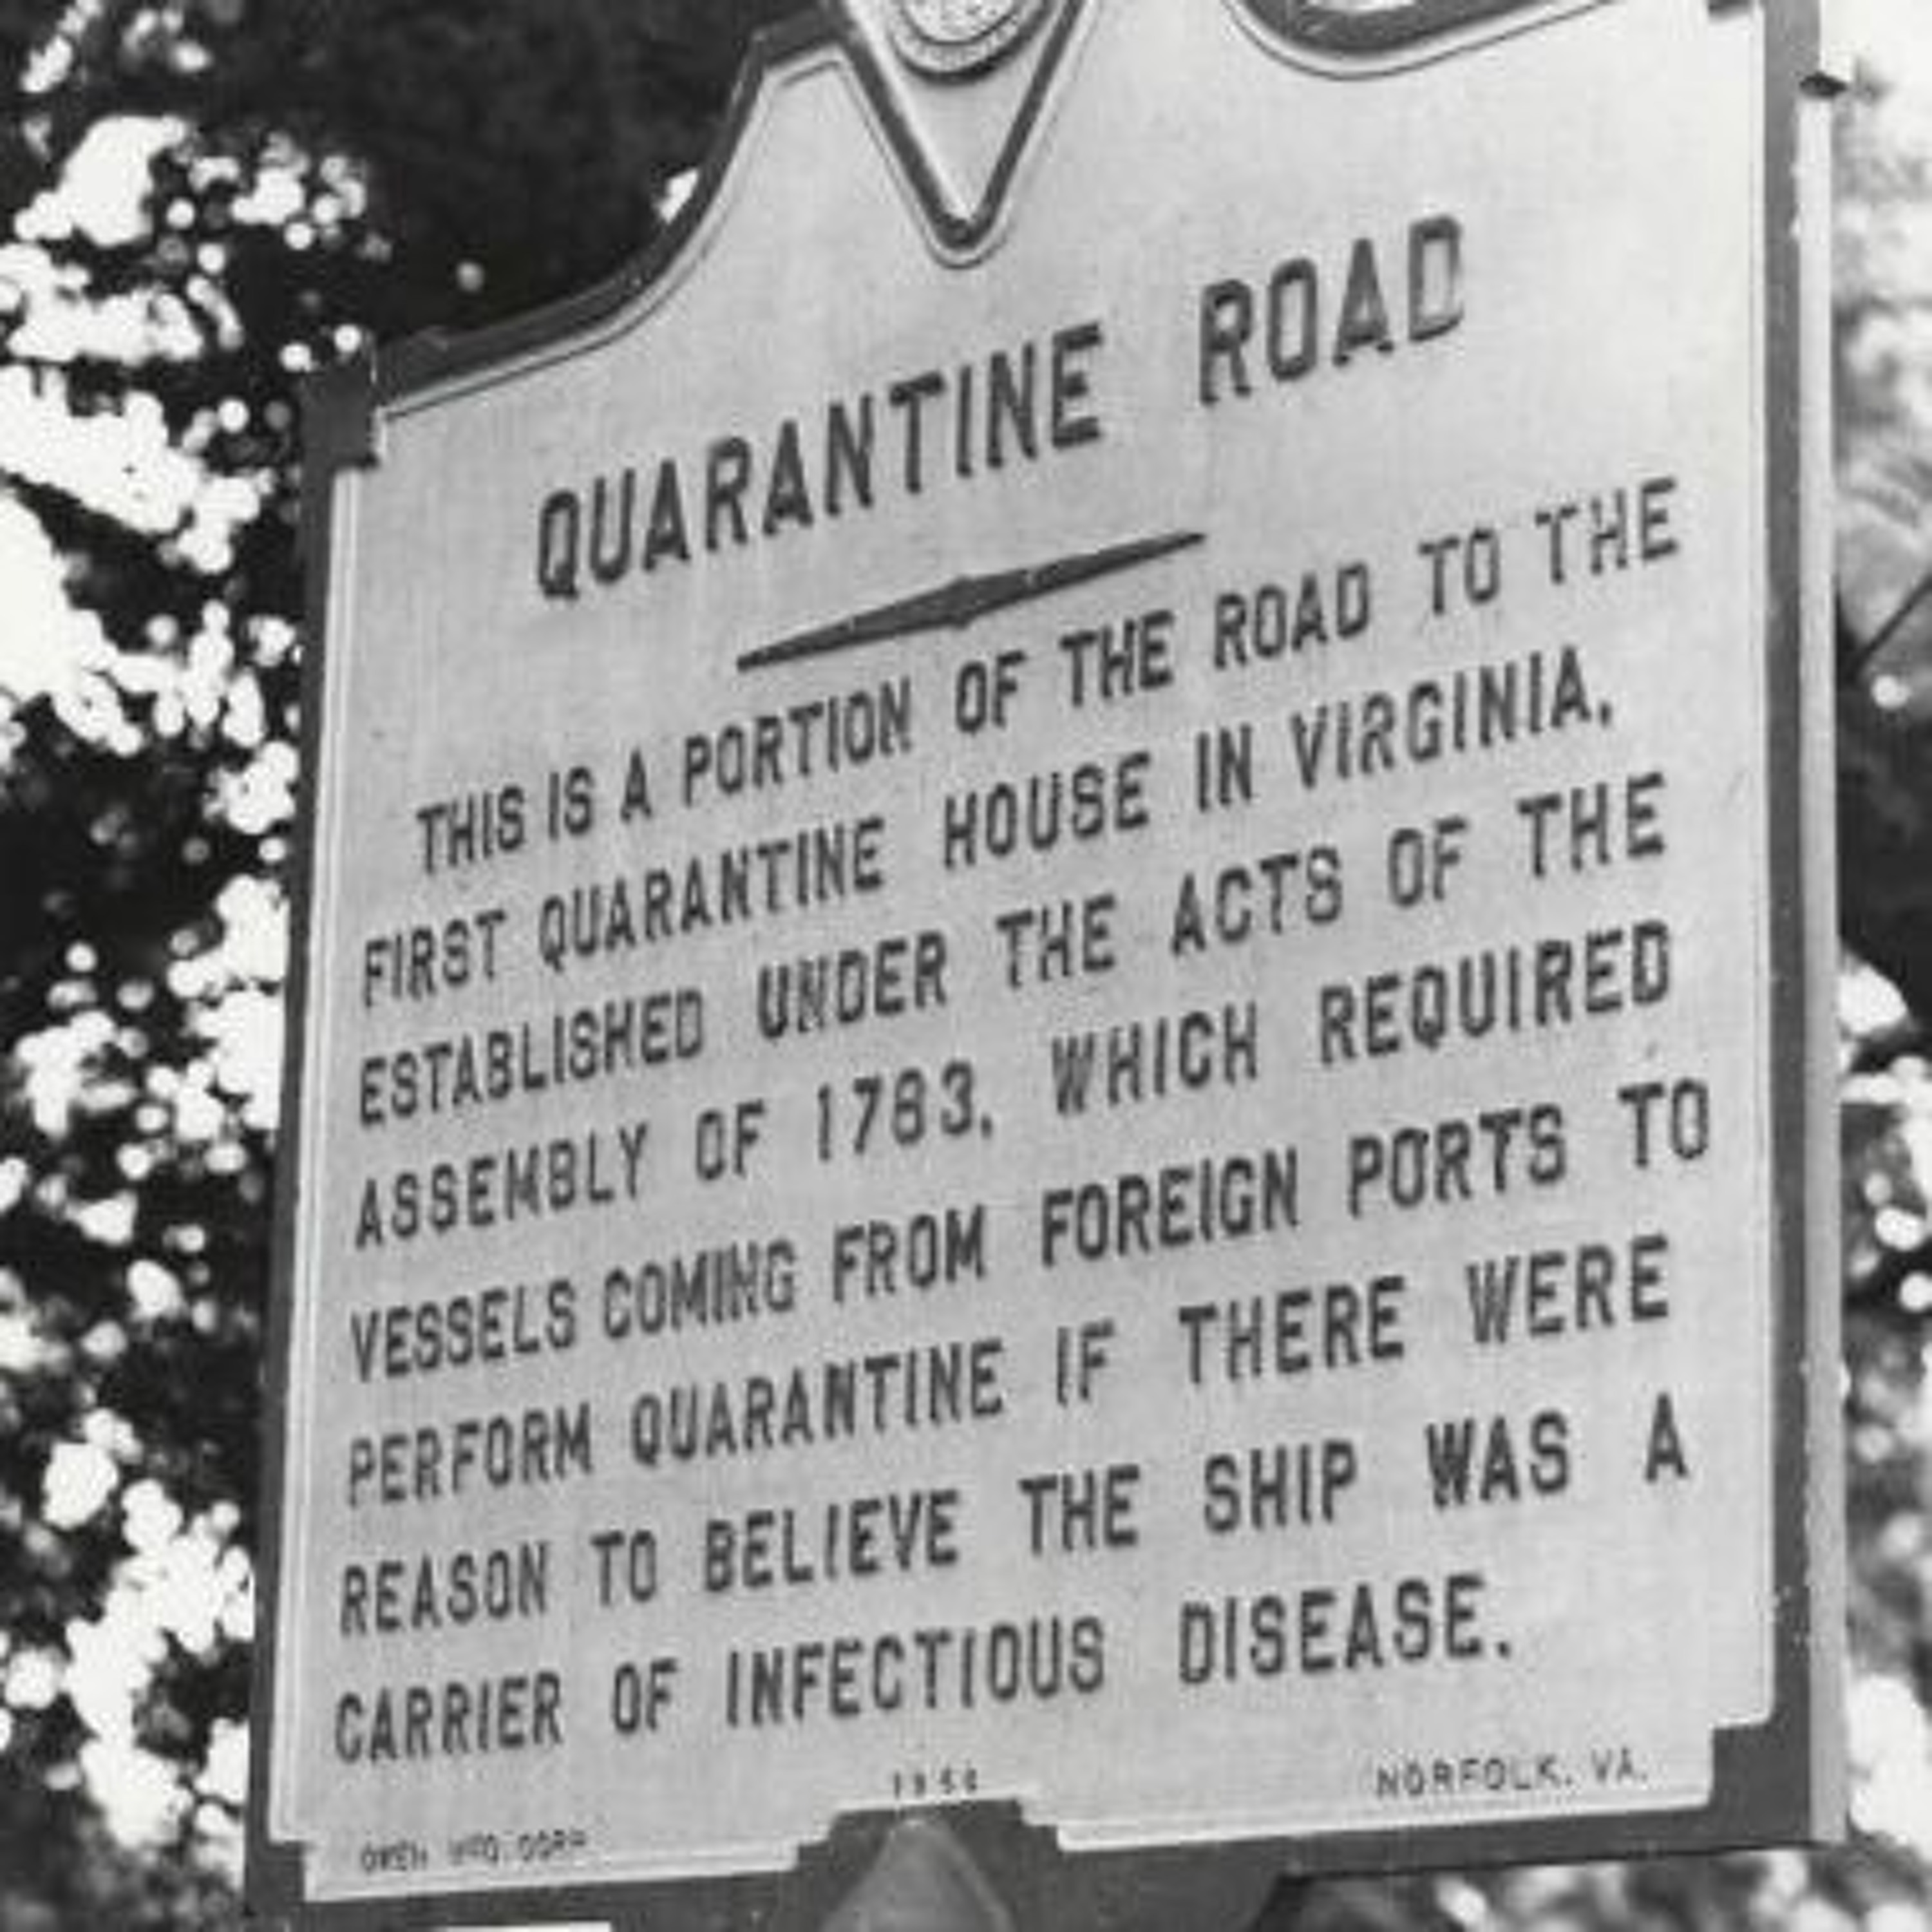 QUARANTINE ROAD
THIS IS A PORTION OF THE ROAD TO THE
FIRST QUARANTINE HOUSE IN VIRGINIA,
ESTABLISHED UNDER THE ACTS OF THE
ASSEMBLY OF 1783, WHICH REQUIRED
VESSELS COMING FROM FOREIGN PORTS TO
PERFORM QUARANTINE IF THERE WERE
REASON TO BELIEVE THE SHIP WAS A
CARRIER OF INFECTIOUS DISEASE.
NORFOLK, VA.